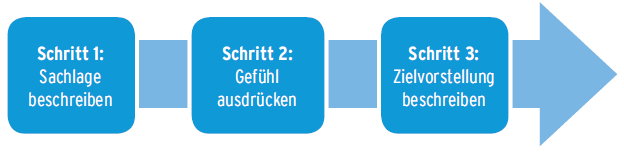 Schritt 1:
Sachlage
beschreiben
Schritt 2:
Gefühl
ausdrücken
Schritt 3:
Zielvorstellung
beschreiben